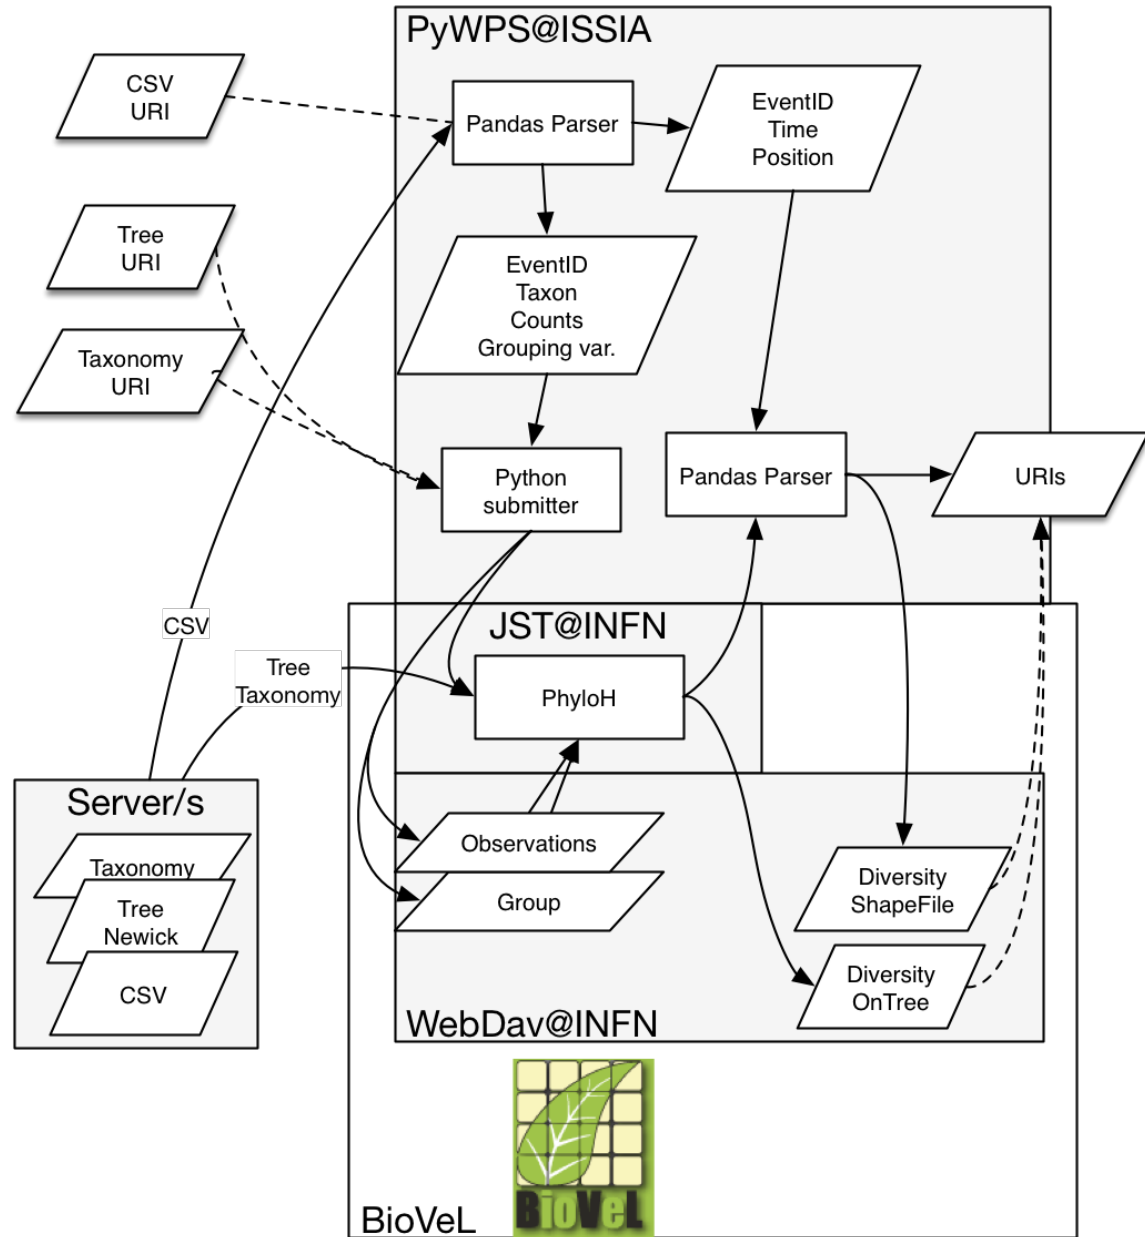 PyWPS@ISSIA
CSV
URI
Pandas Parser
EventID
Time
Position
Tree
URI
EventID
Taxon
Counts
Grouping var.
Taxonomy
URI
Python
submitter
Pandas Parser
URIs
CSV
JST@INFN
Tree
Taxonomy
PhyloH
Server/s
Taxonomy
Tree
Newick
CSV
Observations
Group
Diversity
ShapeFile
Diversity
OnTree
WebDav@INFN
BioVeL
BioVeL